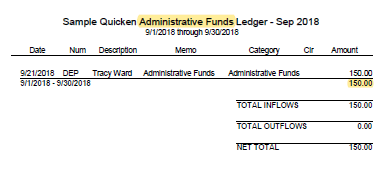 Sample Quicken Administrative Funds Ledger - Sep 2018
9/1/2018 through 9/30/2018
Date Num Description Memo Category Clr Amount
9/21/2018 DEP Tracy Ward Administrative Funds Administrative Funds 150.00
9/1/2018 - 9/30/2018 150.00
TOTAL INFLOWS 150.00
TOTAL OUTFLOWS 0.00
NET TOTAL 150.00